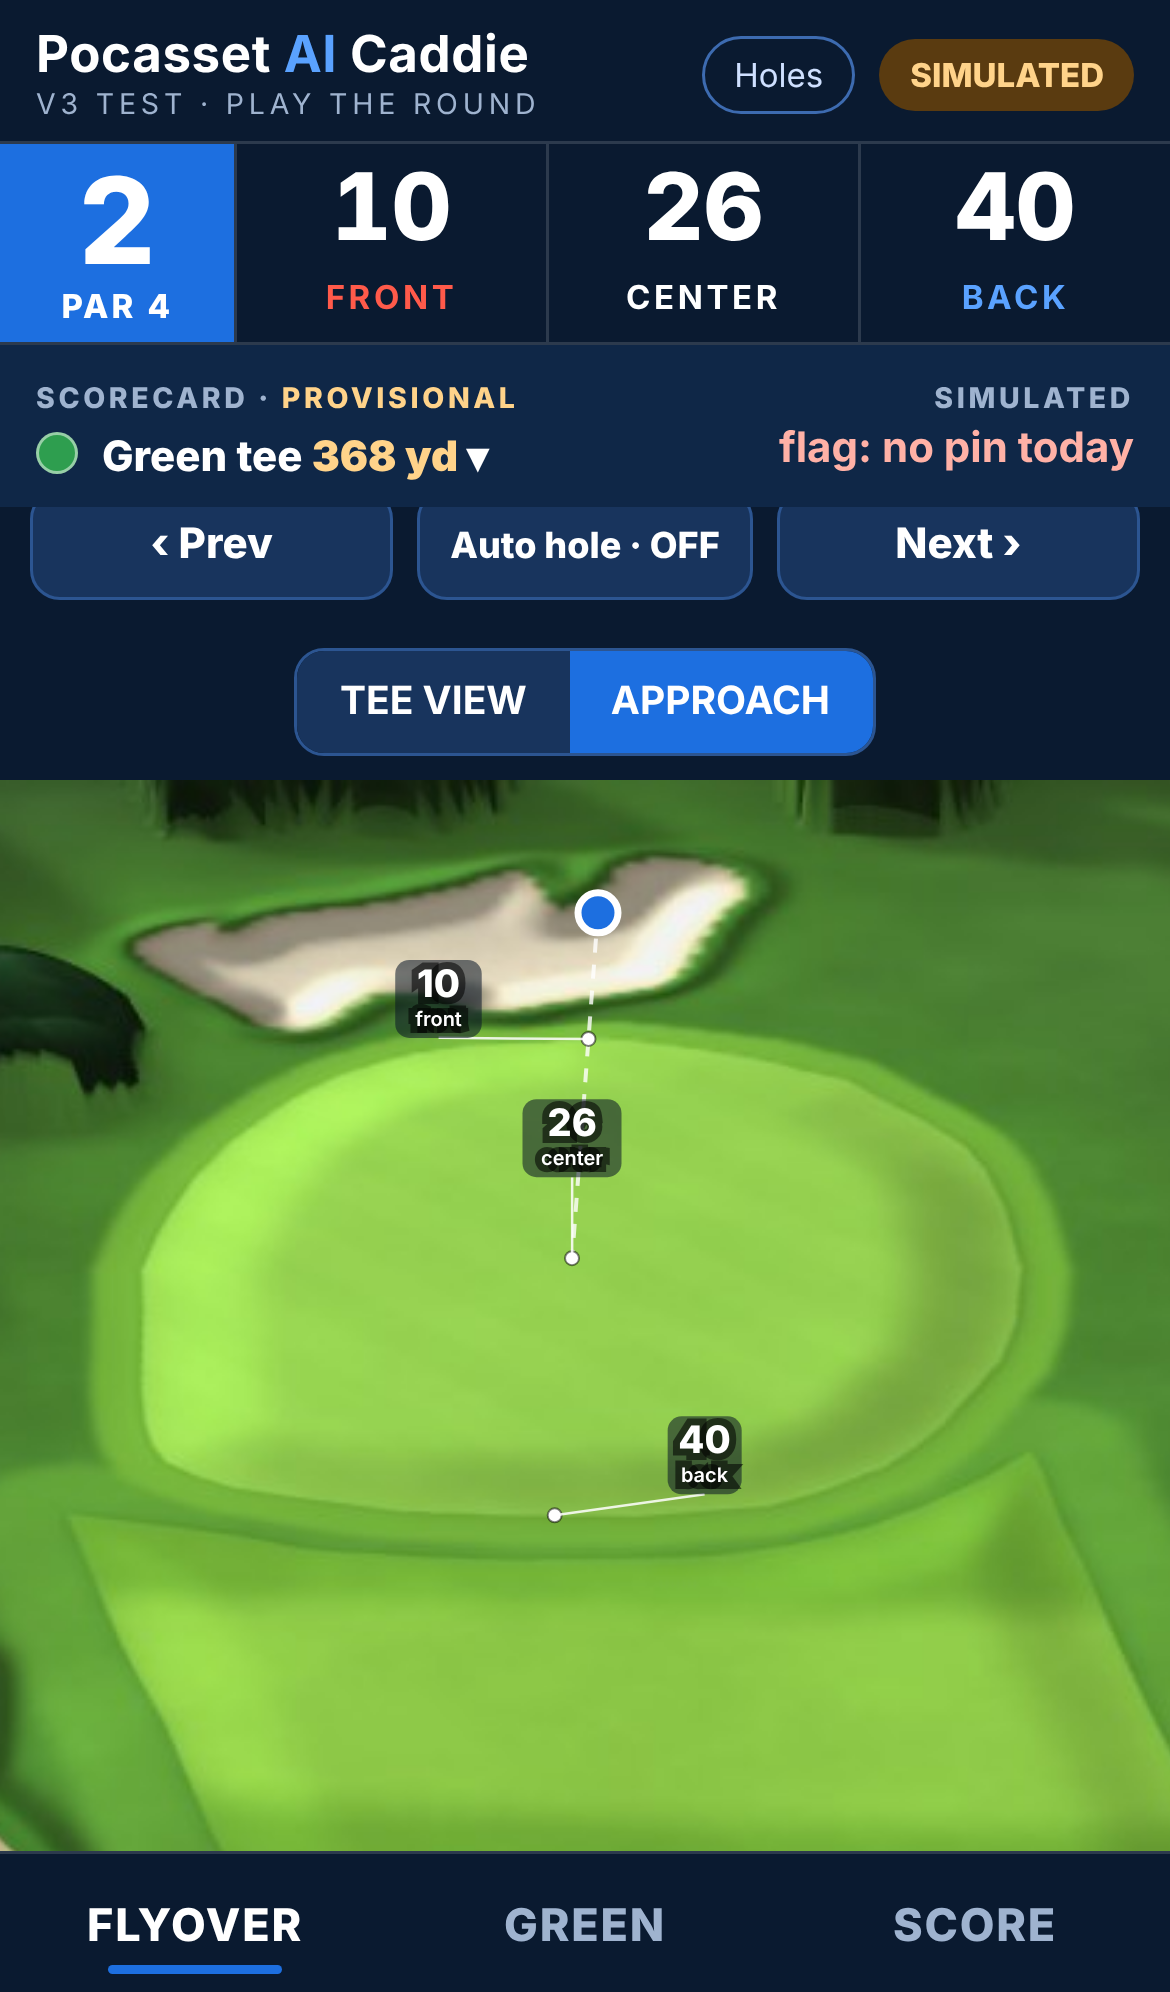 Pocasset AI Caddie
V3 TEST · PLAY THE ROUND
Holes
SIMULATED
2
PAR 4
10
FRONT
26
CENTER
40
BACK
SCORECARD · PROVISIONAL
Green tee 368 yd ▼
SIMULATED
flag: no pin today
‹ Prev
Auto hole · OFF
Next ›
TEE VIEW
APPROACH
10
front
26
center
40
back
FLYOVER
GREEN
SCORE